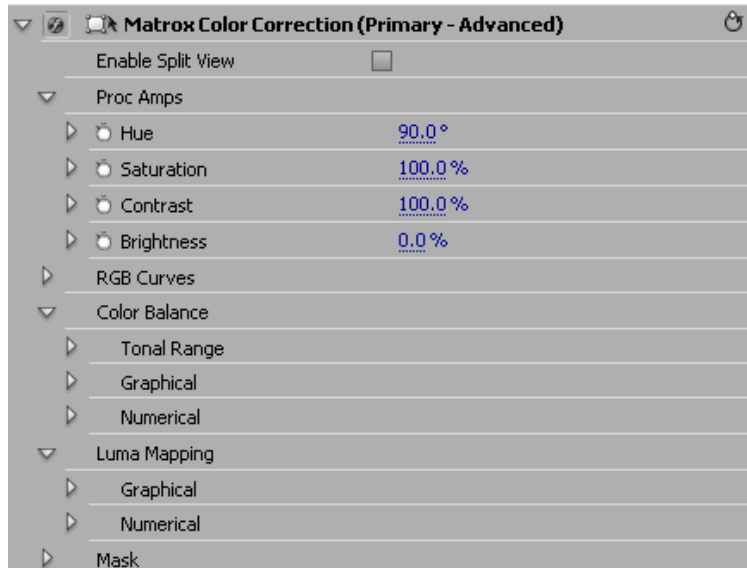 Matrox Color Correction (Primary - Advanced)
Enable Split View
Proc Amps
Hue 90.0 °
Saturation 100.0 %
Contrast 100.0 %
Brightness 0.0 %
RGB Curves
Color Balance
Tonal Range
Graphical
Numerical
Luma Mapping
Graphical
Numerical
Mask